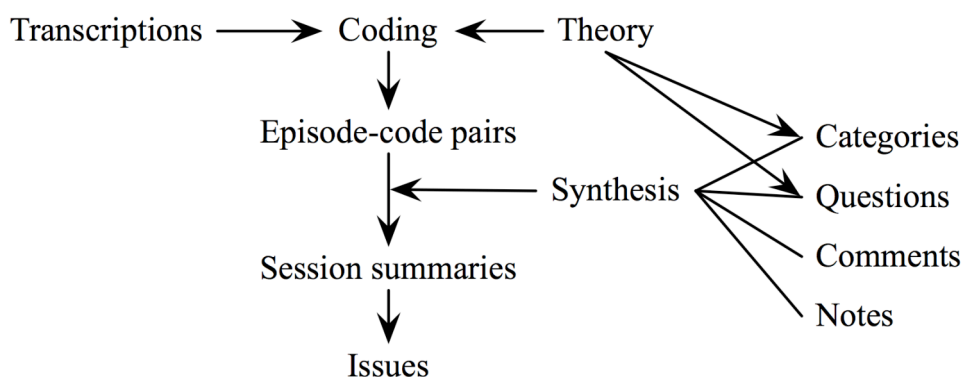 Transcriptions
Coding
Theory
Episode-code pairs
Categories
Synthesis
Questions
Comments
Session summaries
Notes
Issues